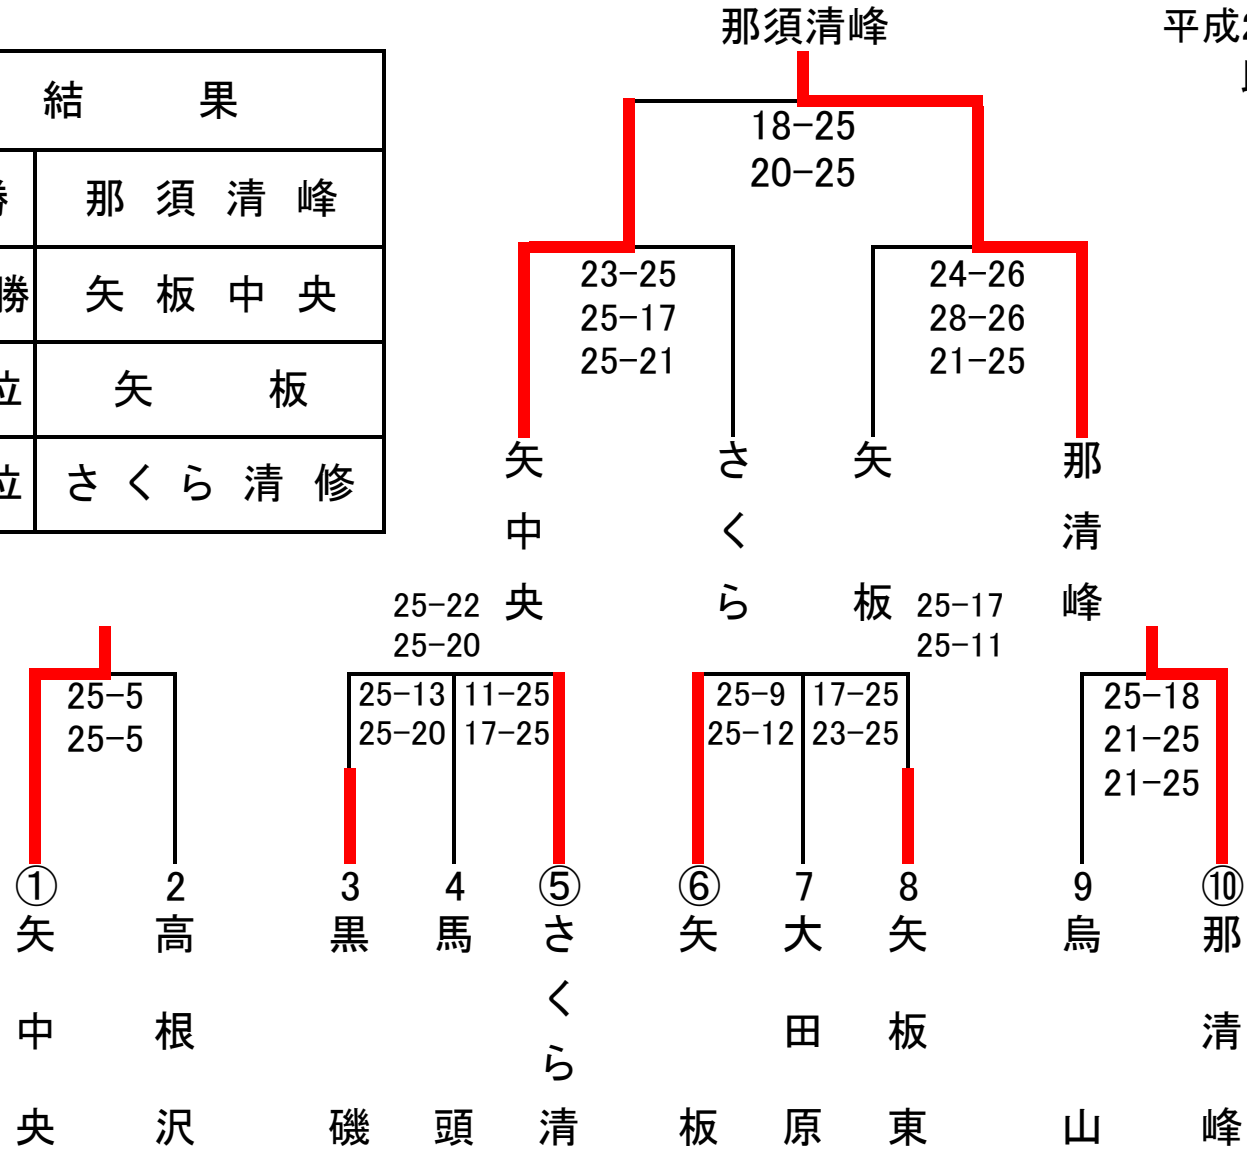 那須清峰
平成2
結 果
勝 那 須 清 峰
勝 矢 板 中 央
位 矢 板
位 さ く ら 清 修
18-25
20-25
23-25
25-17
25-21
24-26
28-26
21-25
矢中央
さくら
矢板
那清峰
25-22
25-20
25-17
25-11
25-5
25-5
25-13
25-20
11-25
17-25
25-9
25-12
17-25
23-25
25-18
21-25
21-25
① 矢中央
2 高根沢
3 黒磯
4 馬頭
⑤ さくら清
⑥ 矢板
7 大田原
8 矢板東
9 烏山
⑩ 那清峰